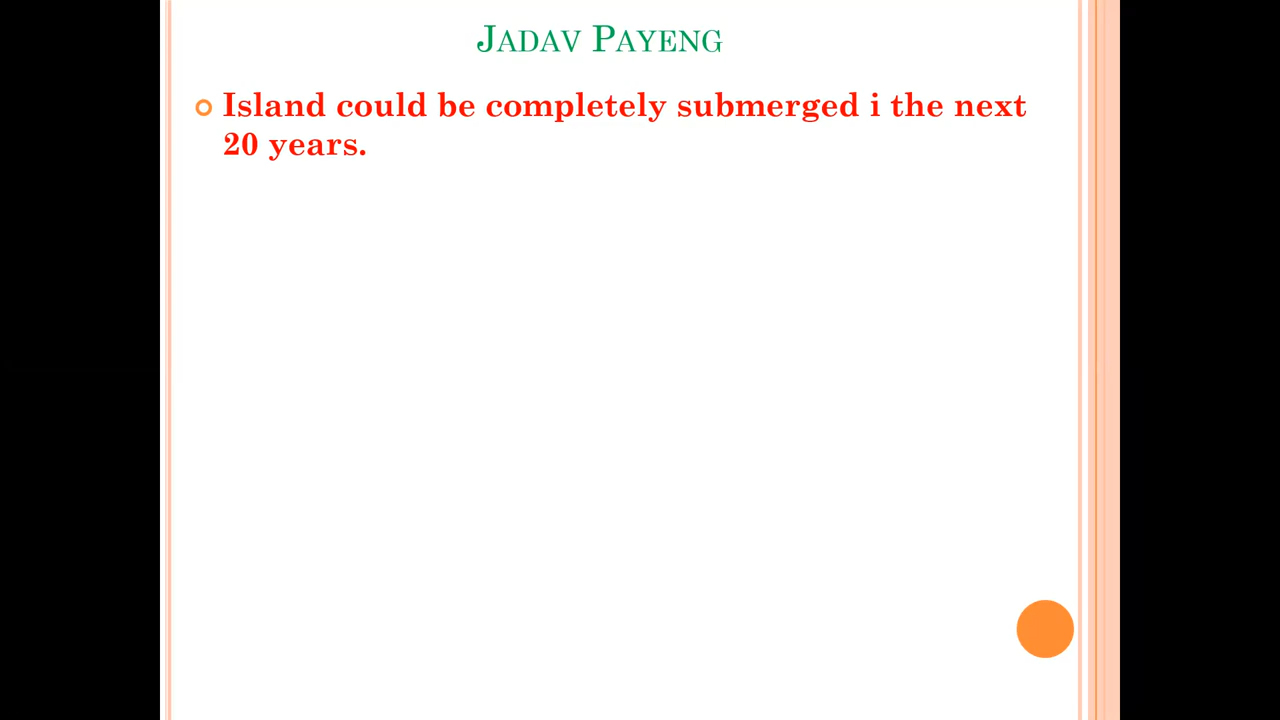 Jadav Payeng
Island could be completely submerged i the next
20 years.